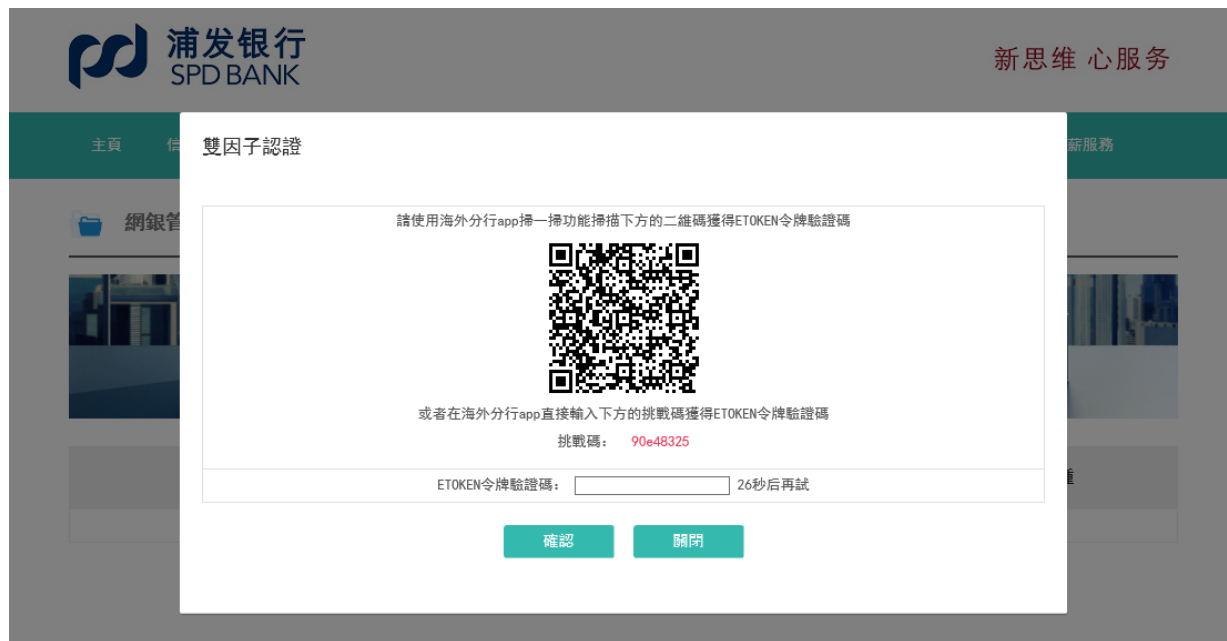 浦发银行
SPD BANK
新思维 心服务
主頁 信 薪服務
雙因子認證
網銀管
請使用海外分行app掃一掃功能掃描下方的二維碼獲得ETOKEN令牌驗證碼
或者在海外分行app直接輸入下方的挑戰碼獲得ETOKEN令牌驗證碼
挑戰碼： 90e48325
ETOKEN令牌驗證碼： 26秒后再試
確認 關閉